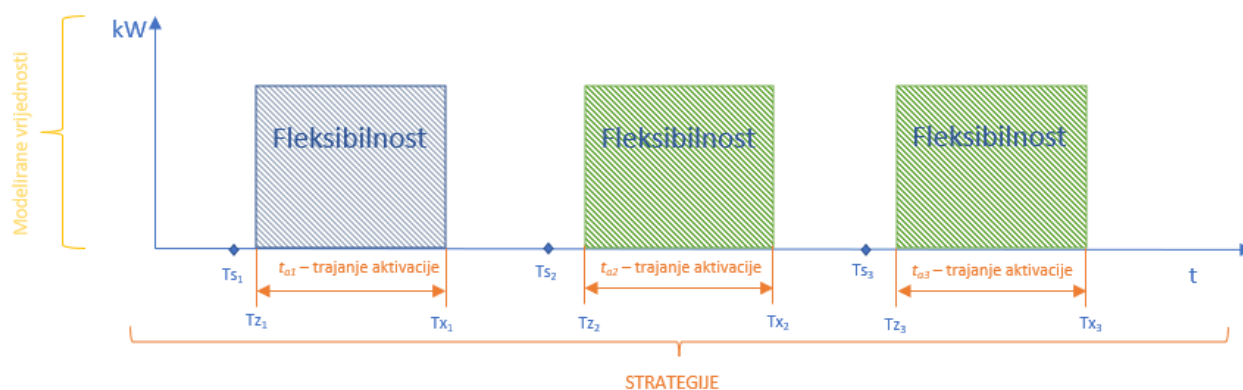 kW
Modelirane vrijednosti
Fleksibilnost
Fleksibilnost
Fleksibilnost
Ts₁
tₐ₁ – trajanje aktivacije
Ts₂
tₐ₂ – trajanje aktivacije
Ts₃
tₐ₃ – trajanje aktivacije
t
Tz₁
Tx₁
Tz₂
Tx₂
Tz₃
Tx₃
STRATEGIJE